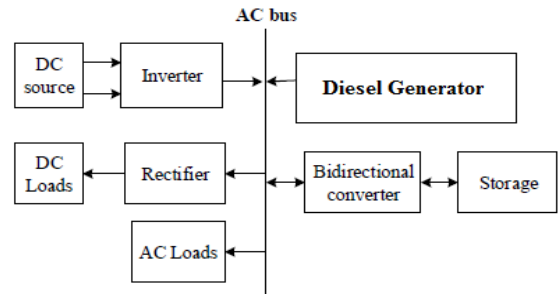 AC bus
DC
source
Inverter
Diesel Generator
DC
Loads
Rectifier
Bidirectional
converter
Storage
AC Loads